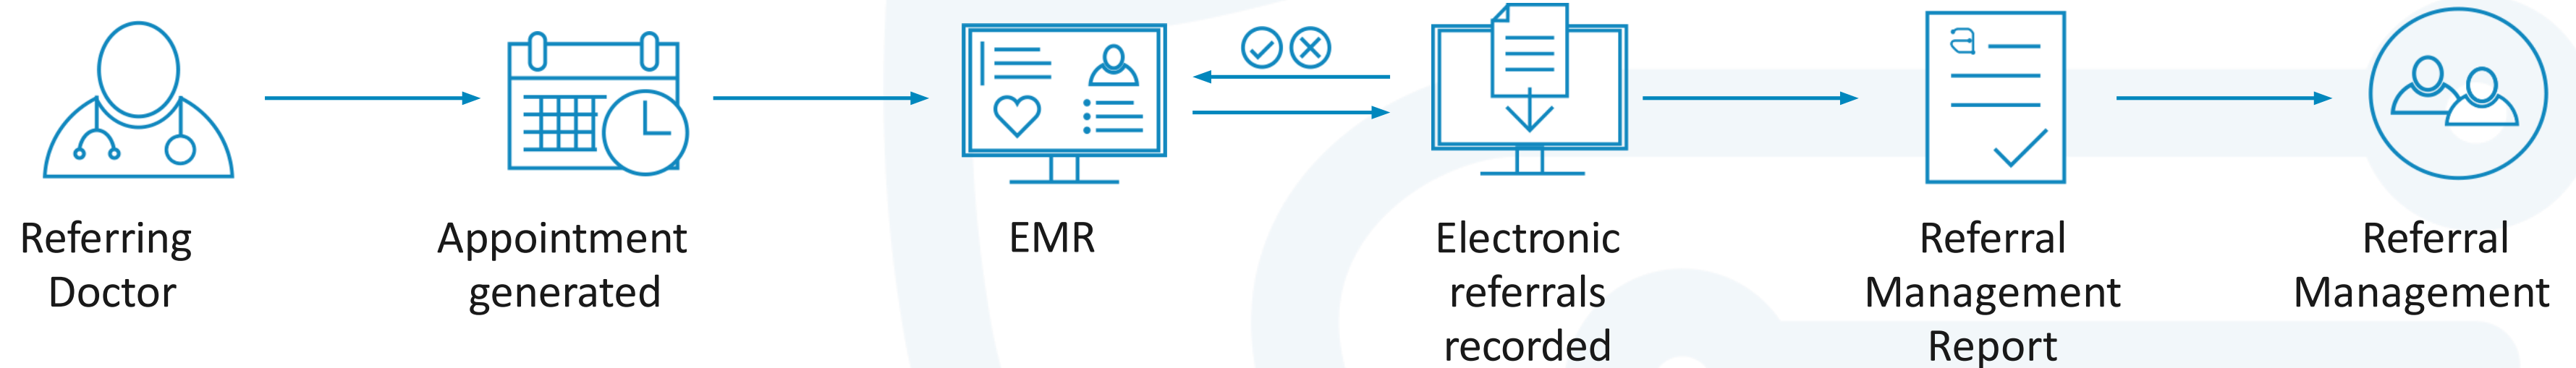 Referring
Doctor
Appointment
generated
EMR
Electronic
referrals
recorded
Referral
Management
Report
Referral
Management